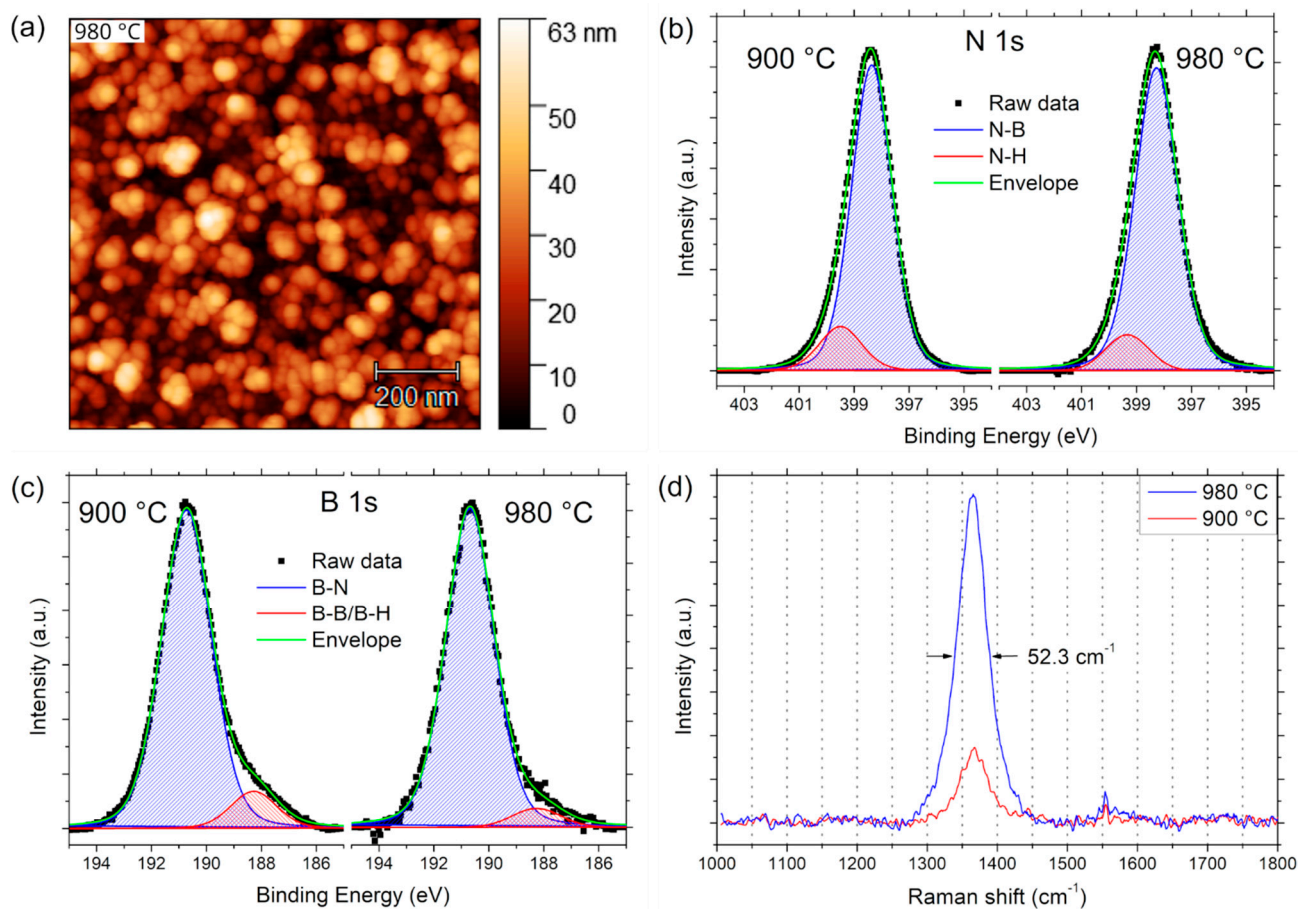 (a)
980 °C
63 nm
50
40
30
20
10
0
200 nm
(b)
900 °C
N 1s
980 °C
Raw data
N-B
N-H
Envelope
Intensity (a.u.)
403 401 399 397 395 403 401 399 397 395
Binding Energy (eV)
(c)
900 °C
B 1s
980 °C
Raw data
B-N
B-B/B-H
Envelope
Intensity (a.u.)
194 192 190 188 186 194 192 190 188 186
Binding Energy (eV)
(d)
980 °C
900 °C
52.3 cm⁻¹
Intensity (a.u.)
1000 1100 1200 1300 1400 1500 1600 1700 1800
Raman shift (cm⁻¹)